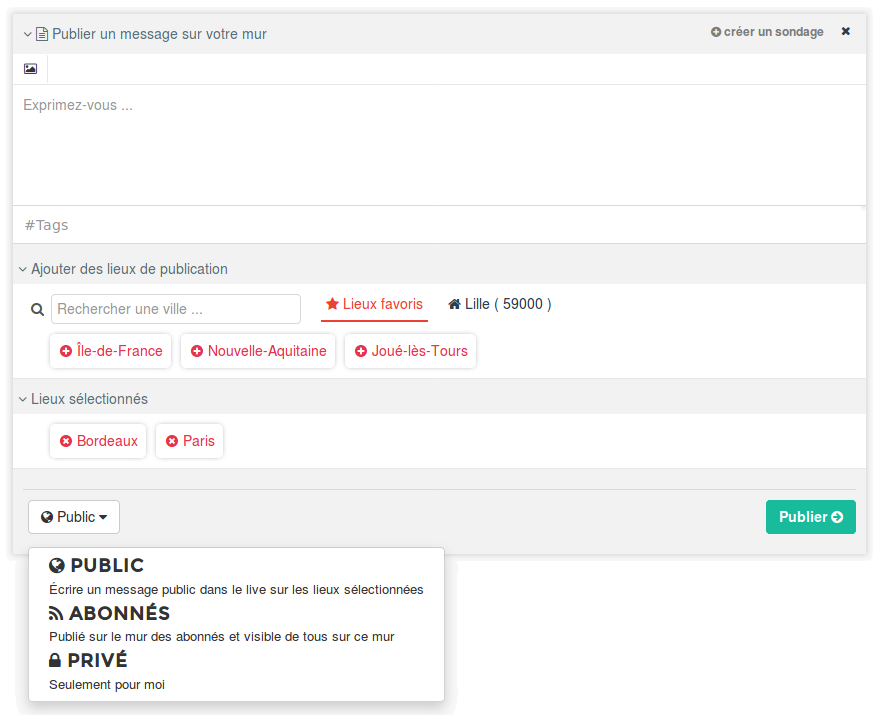 Publier un message sur votre mur
créer un sondage
Exprimez-vous ...
#Tags
Ajouter des lieux de publication
Rechercher une ville ...
Lieux favoris
Lille ( 59000 )
Île-de-France
Nouvelle-Aquitaine
Joué-lès-Tours
Lieux sélectionnés
Bordeaux
Paris
Public
Publier
PUBLIC
Écrire un message public dans le live sur les lieux sélectionnées
ABONNÉS
Publié sur le mur des abonnés et visible de tous sur ce mur
PRIVÉ
Seulement pour moi